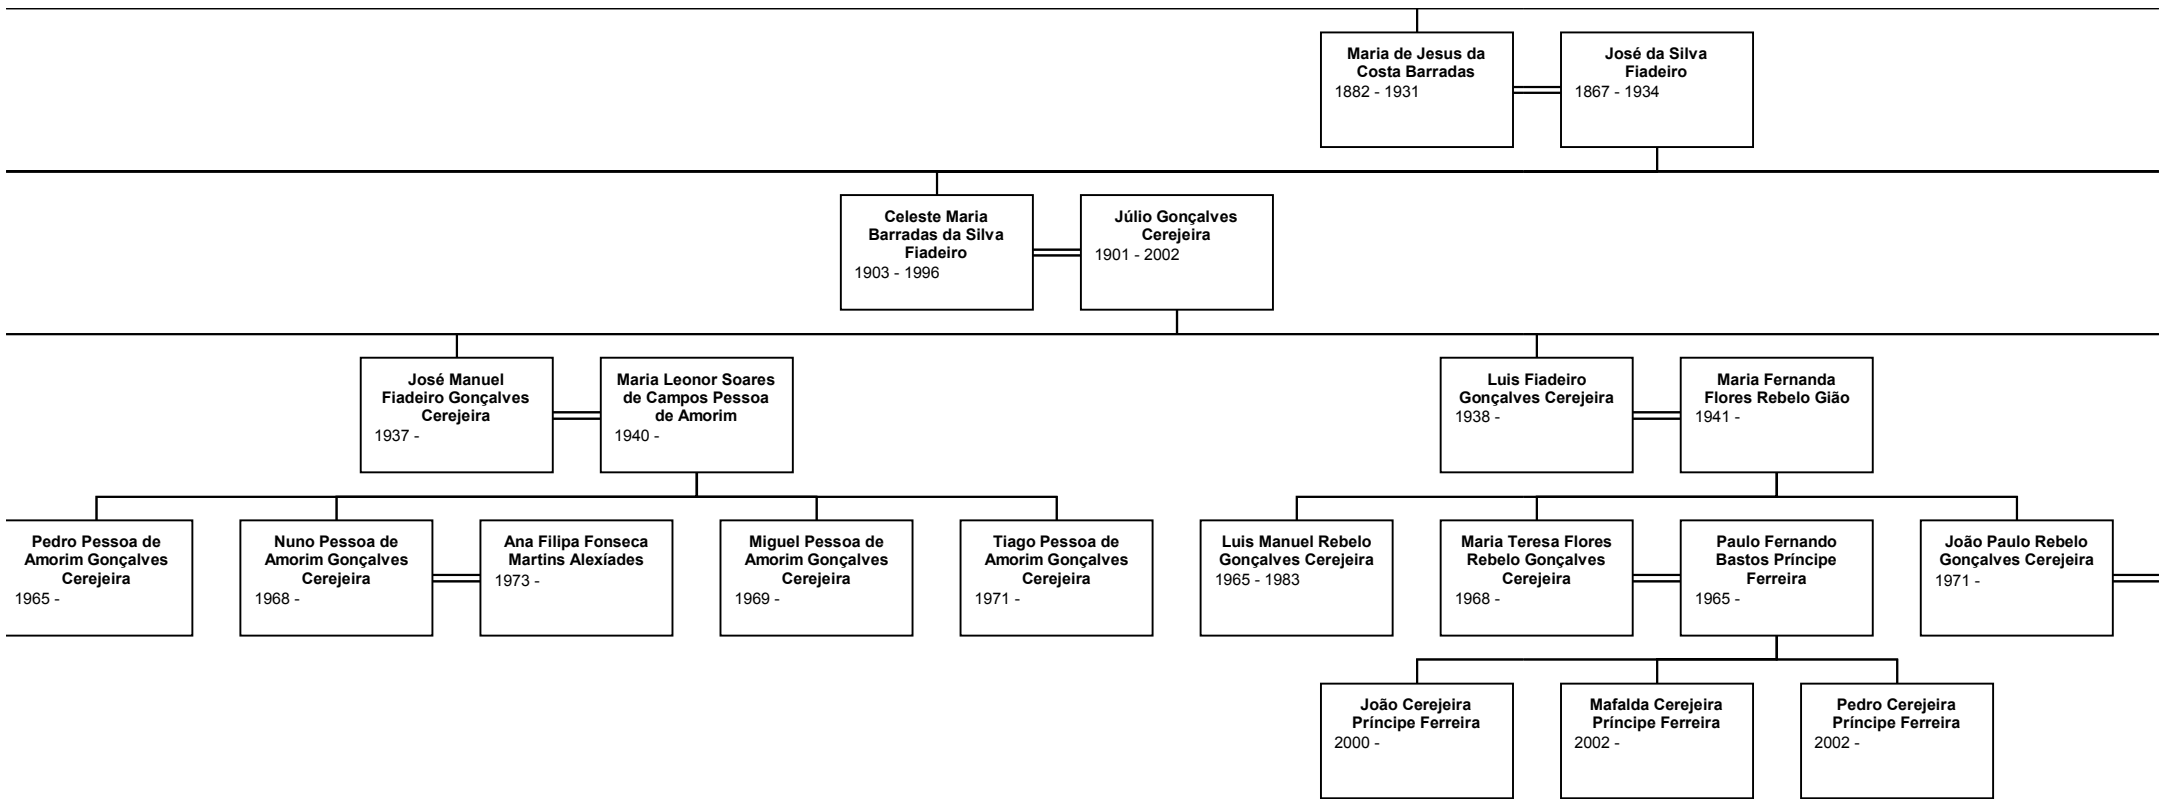 Maria de Jesus da
Costa Barradas
1882 - 1931
José da Silva
Fiadeiro
1867 - 1934
Celeste Maria
Barradas da Silva
Fiadeiro
1903 - 1996
Júlio Gonçalves
Cerejeira
1901 - 2002
José Manuel
Fiadeiro Gonçalves
Cerejeira
1937 -
Maria Leonor Soares
de Campos Pessoa
de Amorim
1940 -
Luis Fiadeiro
Gonçalves Cerejeira
1938 -
Maria Fernanda
Flores Rebelo Gião
1941 -
Pedro Pessoa de
Amorim Gonçalves
Cerejeira
1965 -
Nuno Pessoa de
Amorim Gonçalves
Cerejeira
1968 -
Ana Filipa Fonseca
Martins Alexíades
1973 -
Miguel Pessoa de
Amorim Gonçalves
Cerejeira
1969 -
Tiago Pessoa de
Amorim Gonçalves
Cerejeira
1971 -
Luis Manuel Rebelo
Gonçalves Cerejeira
1965 - 1983
Maria Teresa Flores
Rebelo Gonçalves
Cerejeira
1968 -
Paulo Fernando
Bastos Príncipe
Ferreira
1965 -
João Paulo Rebelo
Gonçalves Cerejeira
1971 -
João Cerejeira
Príncipe Ferreira
2000 -
Mafalda Cerejeira
Príncipe Ferreira
2002 -
Pedro Cerejeira
Príncipe Ferreira
2002 -